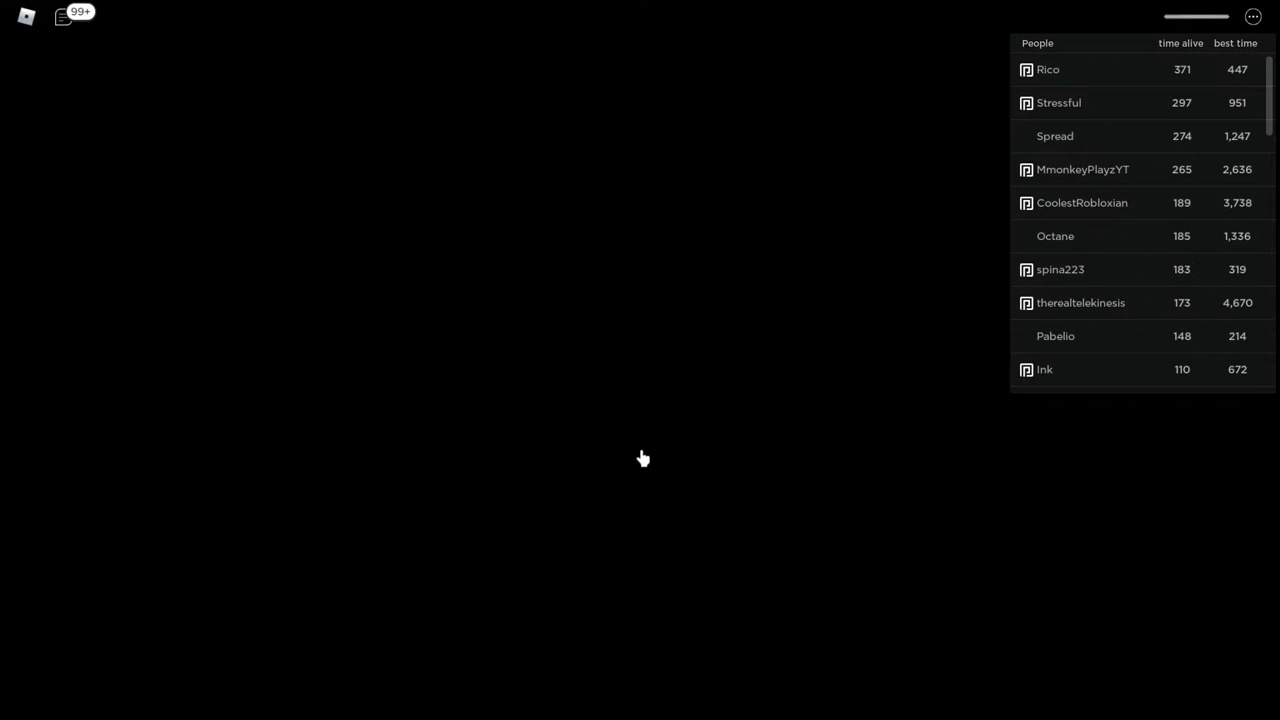 99+
People time alive best time
Rico 371 447
Stressful 297 951
Spread 274 1,247
MmonkeyPlayzYT 265 2,636
CoolestRobloxian 189 3,738
Octane 185 1,336
spina223 183 319
therealtelekinesis 173 4,670
Pabelio 148 214
Ink 110 672